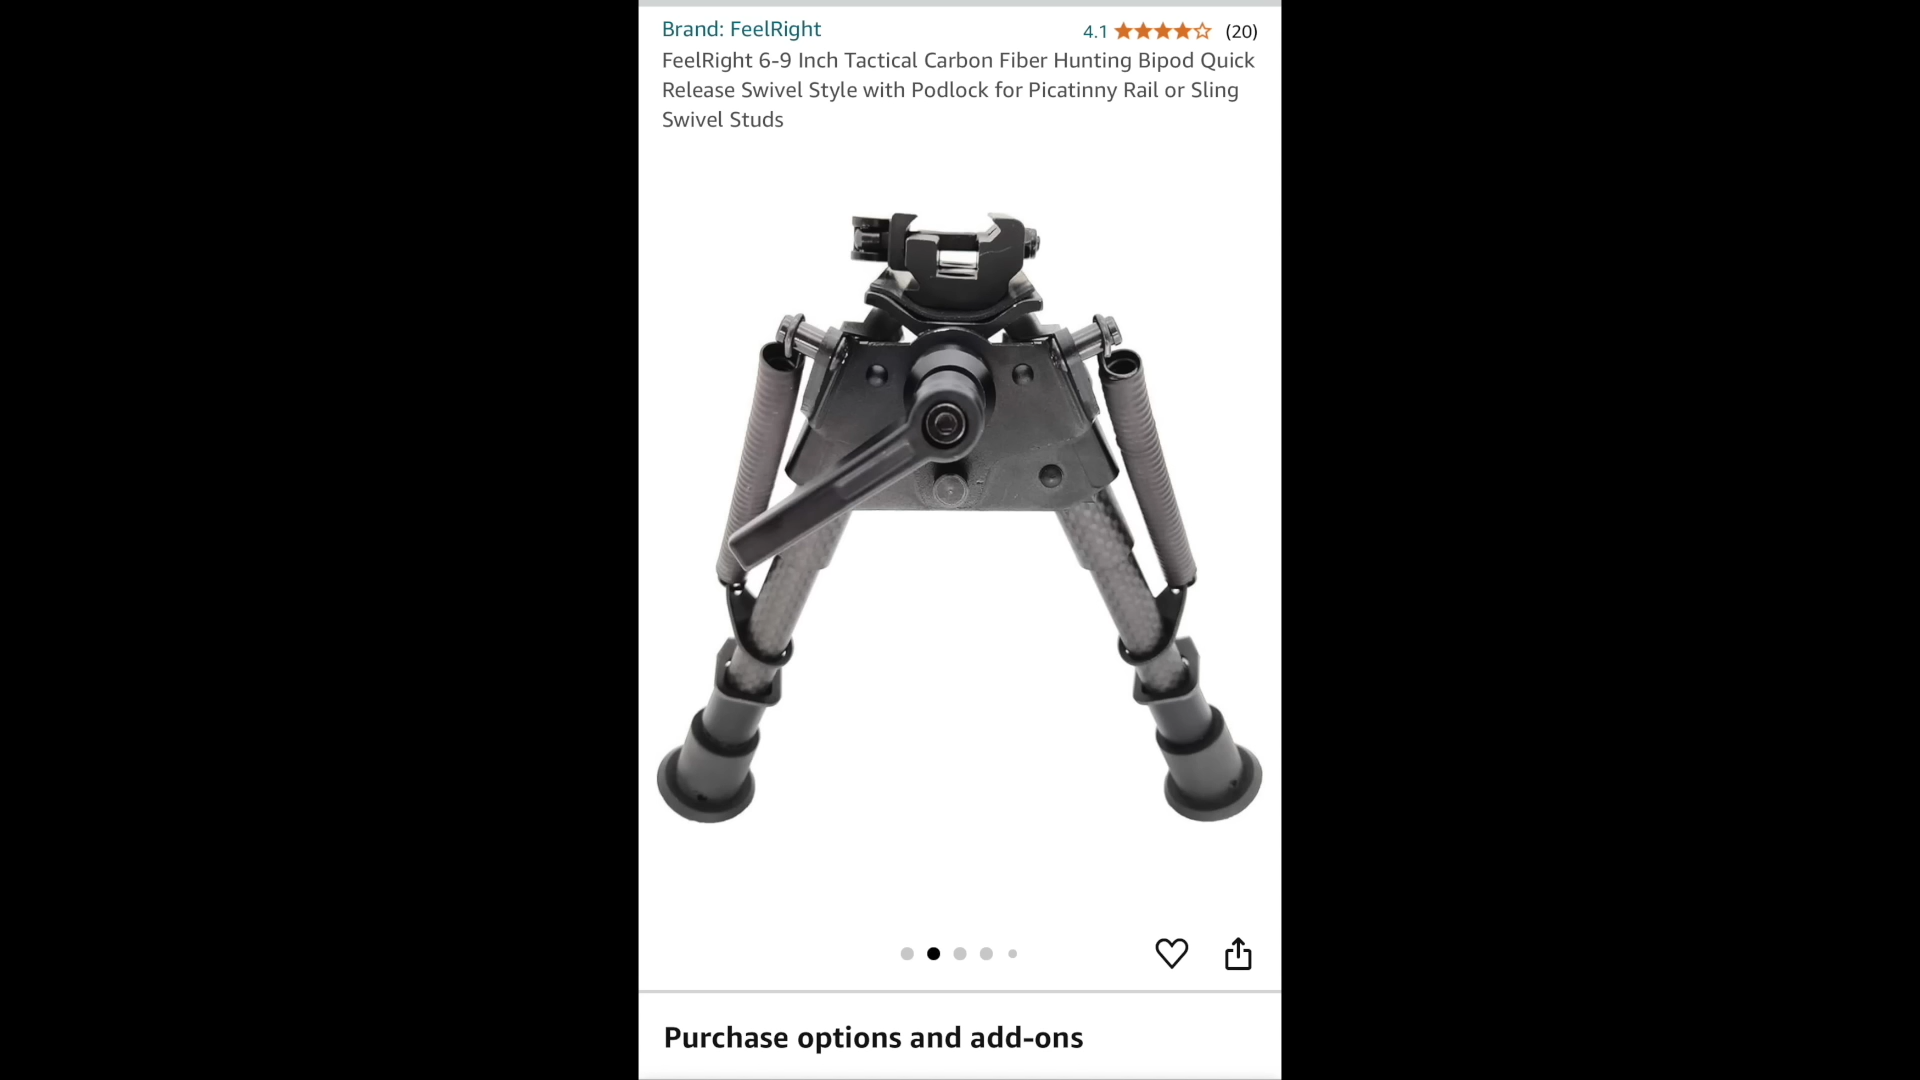 Brand: FeelRight
4.1 (20)
FeelRight 6-9 Inch Tactical Carbon Fiber Hunting Bipod Quick
Release Swivel Style with Podlock for Picatinny Rail or Sling
Swivel Studs
Purchase options and add-ons